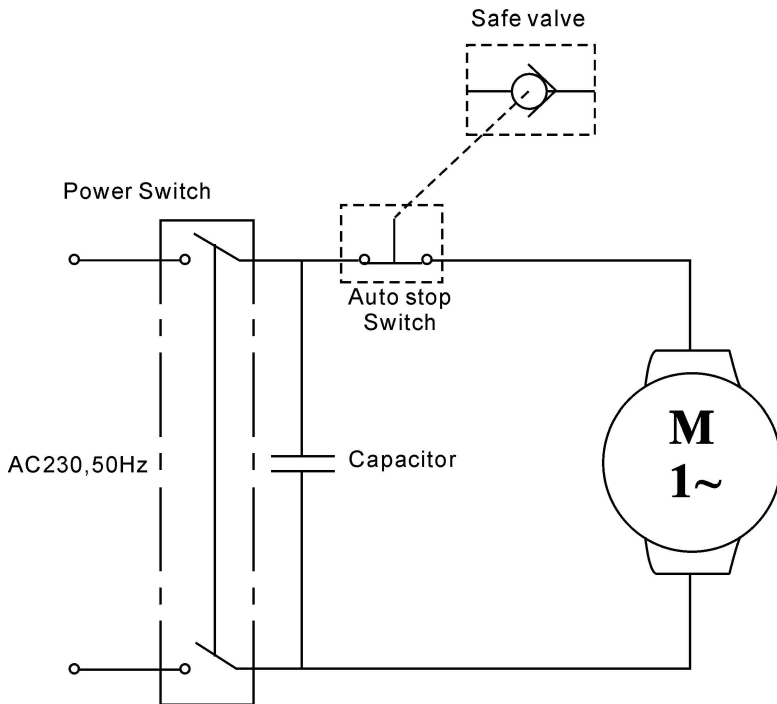 Safe valve
Power Switch
Auto stop
Switch
AC230,50Hz
Capacitor
M
1~